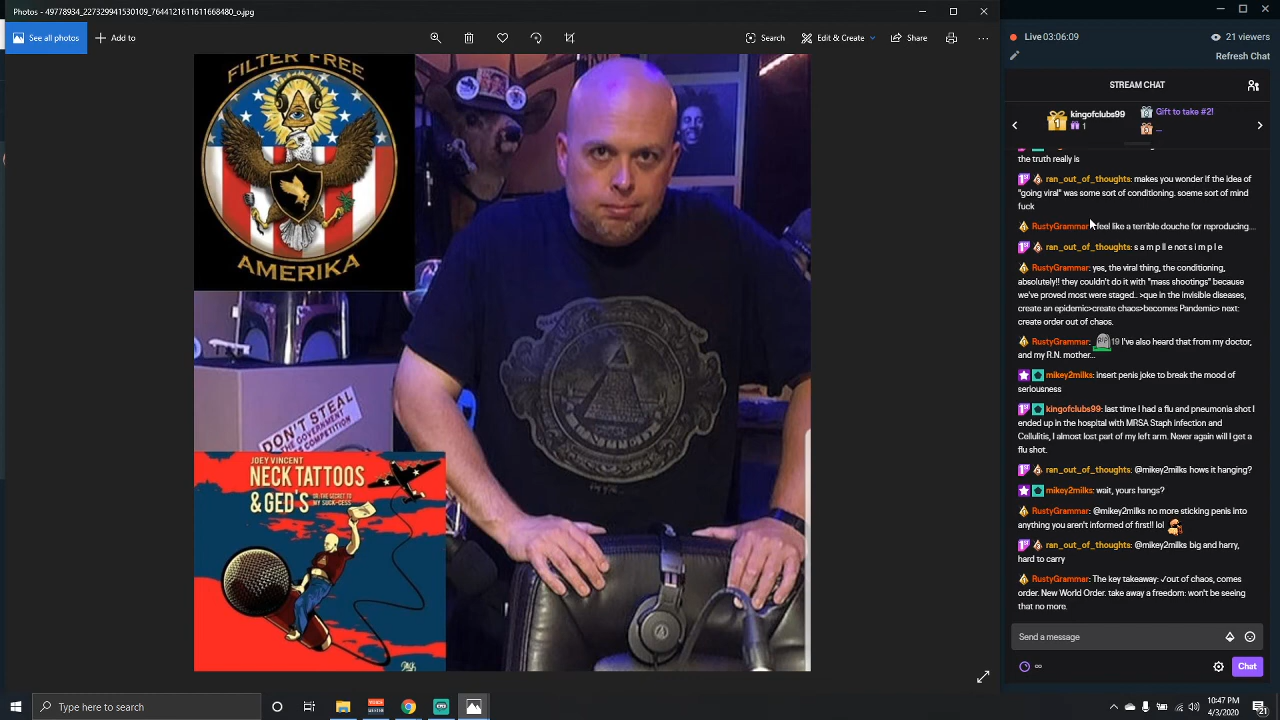 Photos - 49978934_227329941530109_7644121611661668480_o.jpg
See all photos
Add to
Search
Edit & Create
Share
FILTER FREE
AMERIKA
DON'T STEAL
THE GOVERNMENT
COMPETITION
JOEY VINCENT
NECK TATTOOS
& GED'S OR: THE SECRET TO
MY SUCK-CESS
Live 03:06:09
21 viewers
Refresh Chat
STREAM CHAT
1 kingofclubs99
1
Gift to take #2!
...
the truth really is
ran_out_of_thoughts: makes you wonder if the idea of
"going viral" was some sort of conditioning. soeme sort of mind
fuck
RustyGrammar: I feel like a terrible douche for reproducing....
ran_out_of_thoughts: s a m p l l e n o t s i m p l e
RustyGrammar: yes, the viral thing, the conditioning,
absolutely!! they couldn't do it with "mass shootings" because
we've proved most were staged.. >que in the invisible diseases,
create an epidemic>create chaos>becomes Pandemic> next:
create order out of chaos.
RustyGrammar: 19 I've also heard that from my doctor,
and my R.N. mother...
mikey2milks: insert penis joke to break the mood of
seriousness
kingofclubs99: last time I had a flu and pneumonia shot I
ended up in the hospital with MRSA Staph infection and
Cellulitis, I almost lost part of my left arm. Never again will I get a
flu shot.
ran_out_of_thoughts: @mikey2milks hows it hanging?
mikey2milks: wait, yours hangs?
RustyGrammar: @mikey2milks no more sticking penis into
anything you aren't informed of first!! lol
ran_out_of_thoughts: @mikey2milks big and harry,
hard to carry
RustyGrammar: The key takeaway: √out of chaos, comes
order. New World Order. take away a freedom: won't be seeing
that no more.
Send a message
∞
Chat
Type here to search
10:47 PM
4/3/2020